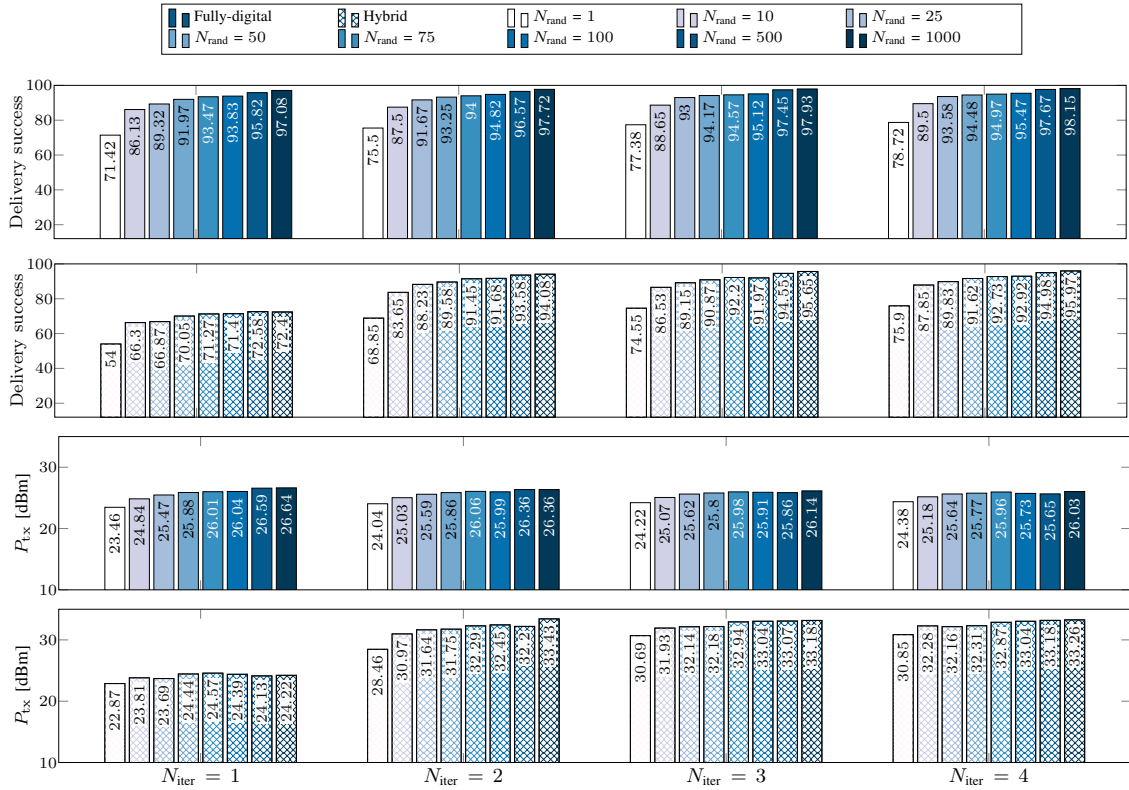 Fully-digital Hybrid N_rand = 1 N_rand = 10 N_rand = 25
N_rand = 50 N_rand = 75 N_rand = 100 N_rand = 500 N_rand = 1000
Delivery success
100
80
60
40
20
71.42 86.13 89.32 91.97 93.47 93.83 95.82 97.08
75.5 87.5 91.67 93.25 94 94.82 96.57 97.72
77.38 88.65 93 94.17 94.57 95.12 97.45 97.93
78.72 89.5 93.58 94.48 94.97 95.47 97.67 98.15
Delivery success
100
80
60
40
20
54 66.3 66.87 70.05 71.27 71.4 72.58 72.4
68.85 83.65 88.23 89.58 91.45 91.68 93.58 94.08
74.55 86.53 89.15 90.87 92.2 91.97 94.55 95.65
75.9 87.85 89.83 91.62 92.73 92.92 94.98 95.97
P_tx [dBm]
30
20
10
23.46 24.84 25.47 25.88 26.01 26.04 26.59 26.64
24.04 25.03 25.59 25.86 26.06 25.99 26.36 26.36
24.22 25.07 25.62 25.8 25.98 25.91 25.86 26.14
24.38 25.18 25.64 25.77 25.96 25.73 25.65 26.03
P_tx [dBm]
30
20
10
22.87 23.81 23.69 24.44 24.57 24.39 24.13 24.22
28.46 30.97 31.64 31.75 32.29 32.45 32.2 33.43
30.69 31.93 32.14 32.18 32.94 33.04 33.07 33.18
30.85 32.28 32.16 32.31 32.87 33.04 33.18 33.26
N_iter = 1 N_iter = 2 N_iter = 3 N_iter = 4